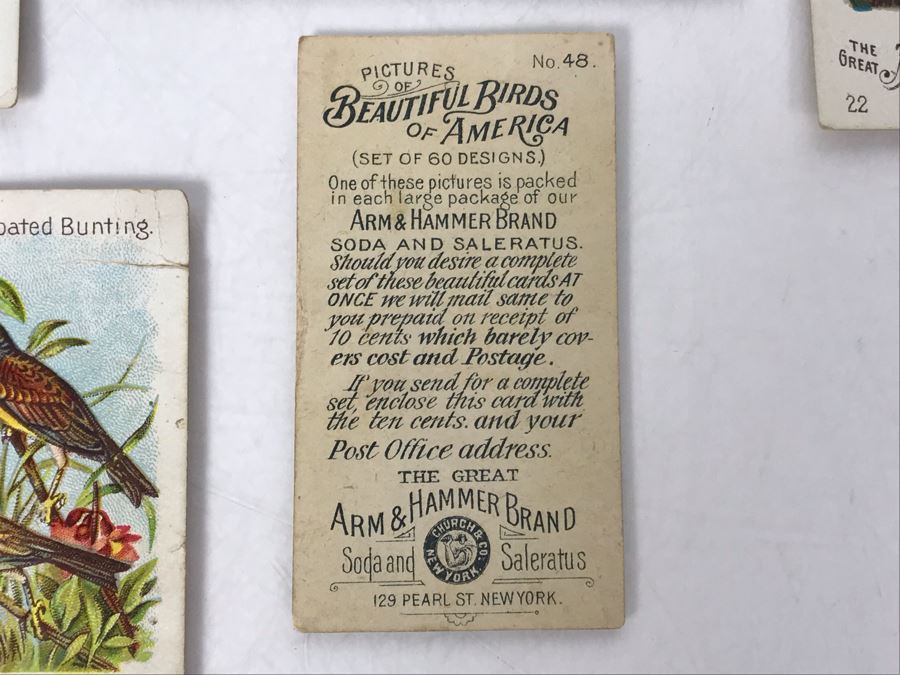 No. 48.
PICTURES
OF
BEAUTIFUL BIRDS
OF AMERICA
(SET OF 60 DESIGNS.)
One of these pictures is packed
in each large package of our
ARM & HAMMER BRAND
SODA AND SALERATUS.
Should you desire a complete
set of these beautiful cards AT
ONCE we will mail same to
you prepaid on receipt of
10 cents which barely cov-
ers cost and Postage.
If you send for a complete
set, enclose this card with
the ten cents. and your
Post Office address.
THE GREAT
ARM & HAMMER BRAND
Soda and Saleratus
CHURCH & CO.
NEW YORK.
129 PEARL ST. NEW YORK.
Bunting.
THE
GREAT
22